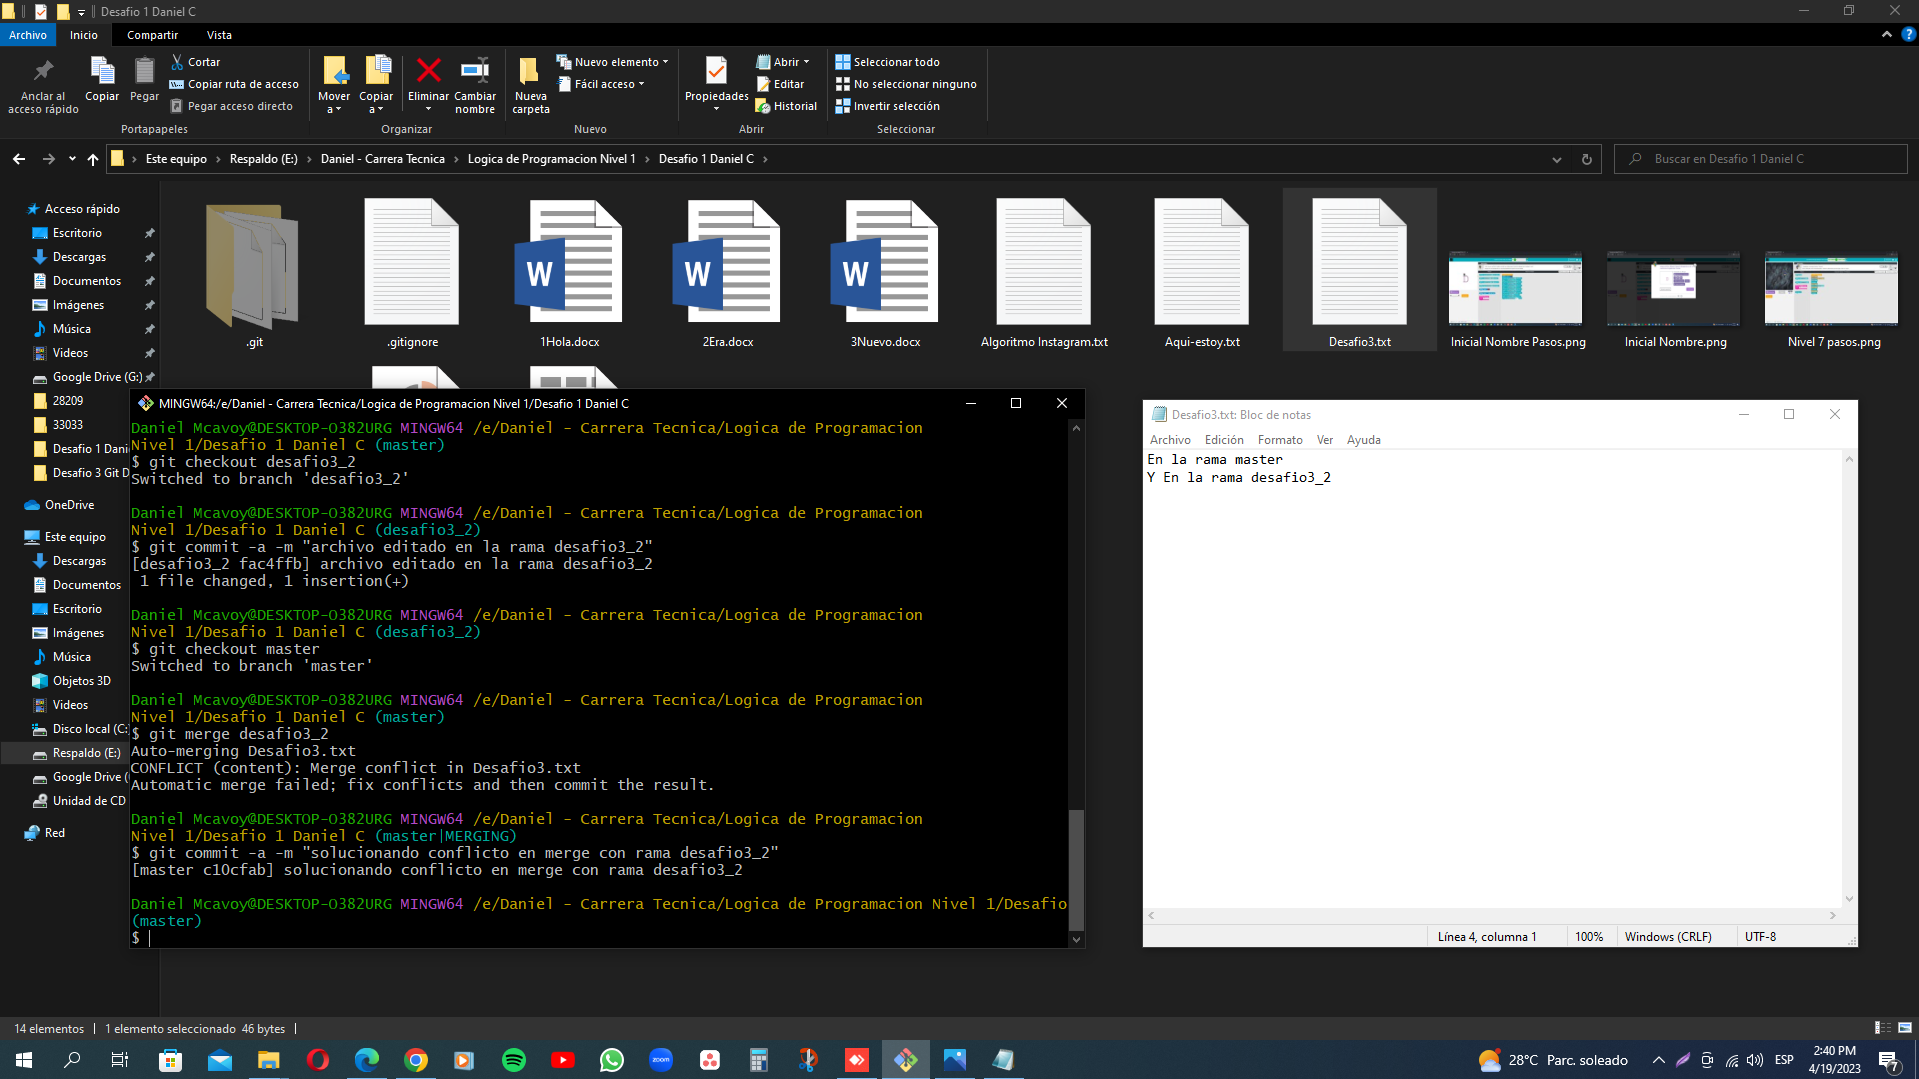 Desafio 1 Daniel C
Archivo Inicio Compartir Vista
Anclar al acceso rápido
Copiar
Pegar
Cortar
Copiar ruta de acceso
Pegar acceso directo
Portapapeles
Mover a
Copiar a
Eliminar
Cambiar nombre
Organizar
Nueva carpeta
Nuevo elemento
Fácil acceso
Nuevo
Propiedades
Abrir
Editar
Historial
Abrir
Seleccionar todo
No seleccionar ninguno
Invertir selección
Seleccionar
Este equipo > Respaldo (E:) > Daniel - Carrera Tecnica > Logica de Programacion Nivel 1 > Desafio 1 Daniel C >
Buscar en Desafio 1 Daniel C
Acceso rápido
Escritorio
Descargas
Documentos
Imágenes
Música
Videos
Google Drive (G:)
28209
33033
Desafio 1 Dani
Desafio 3 Git D
OneDrive
Este equipo
Descargas
Documentos
Escritorio
Imágenes
Música
Objetos 3D
Videos
Disco local (C:
Respaldo (E:)
Google Drive (
Unidad de CD
Red
.git
.gitignore
1Hola.docx
2Era.docx
3Nuevo.docx
Algoritmo Instagram.txt
Aqui-estoy.txt
Desafio3.txt
Inicial Nombre Pasos.png
Inicial Nombre.png
Nivel 7 pasos.png
MINGW64:/e/Daniel - Carrera Tecnica/Logica de Programacion Nivel 1/Desafio 1 Daniel C
Daniel Mcavoy@DESKTOP-O382URG MINGW64 /e/Daniel - Carrera Tecnica/Logica de Programacion
Nivel 1/Desafio 1 Daniel C (master)
$ git checkout desafio3_2
Switched to branch 'desafio3_2'
Daniel Mcavoy@DESKTOP-O382URG MINGW64 /e/Daniel - Carrera Tecnica/Logica de Programacion
Nivel 1/Desafio 1 Daniel C (desafio3_2)
$ git commit -a -m "archivo editado en la rama desafio3_2"
[desafio3_2 fac4ffb] archivo editado en la rama desafio3_2
1 file changed, 1 insertion(+)
Daniel Mcavoy@DESKTOP-O382URG MINGW64 /e/Daniel - Carrera Tecnica/Logica de Programacion
Nivel 1/Desafio 1 Daniel C (desafio3_2)
$ git checkout master
Switched to branch 'master'
Daniel Mcavoy@DESKTOP-O382URG MINGW64 /e/Daniel - Carrera Tecnica/Logica de Programacion
Nivel 1/Desafio 1 Daniel C (master)
$ git merge desafio3_2
Auto-merging Desafio3.txt
CONFLICT (content): Merge conflict in Desafio3.txt
Automatic merge failed; fix conflicts and then commit the result.
Daniel Mcavoy@DESKTOP-O382URG MINGW64 /e/Daniel - Carrera Tecnica/Logica de Programacion
Nivel 1/Desafio 1 Daniel C (master|MERGING)
$ git commit -a -m "solucionando conflicto en merge con rama desafio3_2"
[master c10cfab] solucionando conflicto en merge con rama desafio3_2
Daniel Mcavoy@DESKTOP-O382URG MINGW64 /e/Daniel - Carrera Tecnica/Logica de Programacion Nivel 1/Desafio
(master)
$
Desafio3.txt: Bloc de notas
Archivo Edición Formato Ver Ayuda
En la rama master
Y En la rama desafio3_2
Línea 4, columna 1 100% Windows (CRLF) UTF-8
14 elementos 1 elemento seleccionado 46 bytes
zoom
28°C Parc. soleado
ESP
2:40 PM
4/19/2023
7